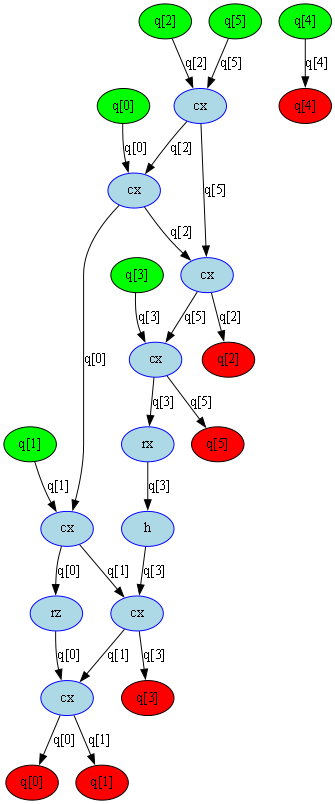 q[2] q[5] q[4]
q[2] q[5] q[4]
q[0] cx q[4]
q[0] q[2]
cx q[5]
q[2]
q[3] cx
q[3] q[5] q[2]
q[0] cx q[2]
q[3] q[5]
q[1] rx q[5]
q[1] q[3]
cx h
q[0] q[1] q[3]
rz cx
q[0] q[1] q[3]
cx q[3]
q[0] q[1]
q[0] q[1]